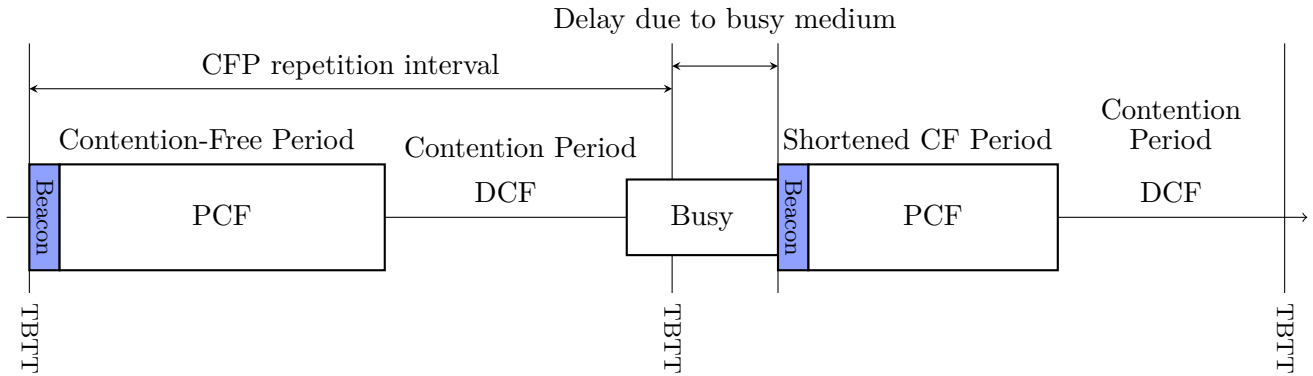 Delay due to busy medium
CFP repetition interval
Contention-Free Period
Contention Period
Shortened CF Period
Contention
Period
Beacon
PCF
DCF
Busy
Beacon
PCF
DCF
TBTT
TBTT
TBTT